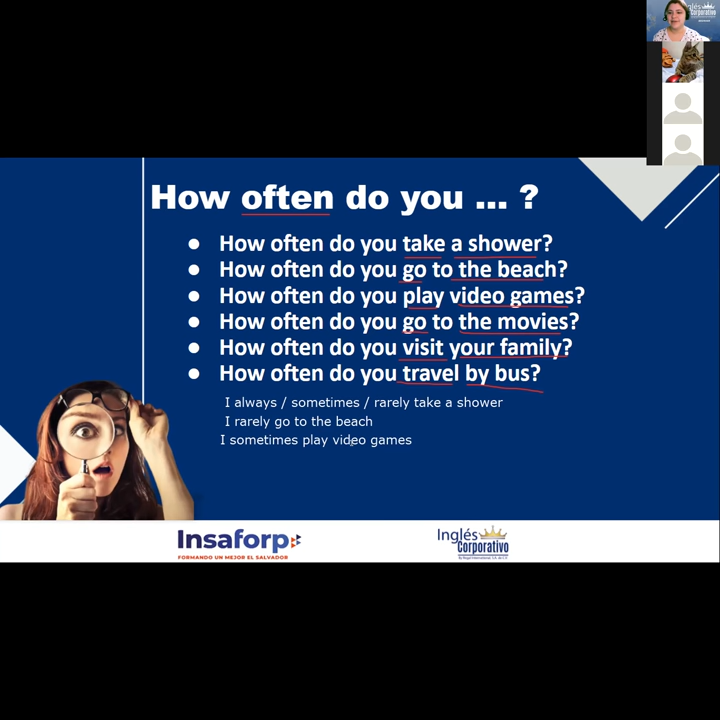 Inglés
Corporativo
How often do you ... ?
● How often do you take a shower?
● How often do you go to the beach?
● How often do you play video games?
● How often do you go to the movies?
● How often do you visit your family?
● How often do you travel by bus?
I always / sometimes / rarely take a shower
I rarely go to the beach
I sometimes play video games
Insaforp
FORMANDO UN MEJOR EL SALVADOR
Inglés
Corporativo